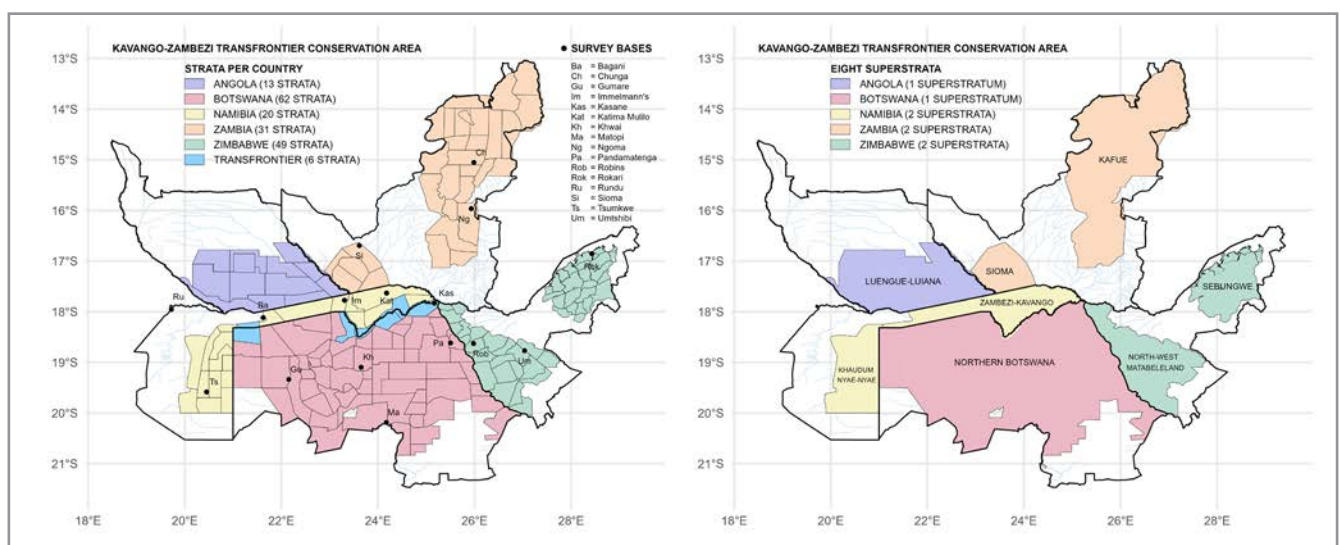 KAVANGO-ZAMBEZI TRANSFRONTIER CONSERVATION AREA
STRATA PER COUNTRY
ANGOLA (13 STRATA)
BOTSWANA (62 STRATA)
NAMIBIA (20 STRATA)
ZAMBIA (31 STRATA)
ZIMBABWE (49 STRATA)
TRANSFRONTIER (6 STRATA)
SURVEY BASES
Ba = Bagani
Ch = Chunga
Gu = Gumare
Im = Immelmann's
Kas = Kasane
Kat = Katima Mulilo
Kh = Khwai
Ma = Matopi
Ng = Ngoma
Pa = Pandamatenga
Rob = Robins
Rok = Rokari
Ru = Rundu
Si = Sioma
Ts = Tsumkwe
Um = Umtshibi
13°S
14°S
15°S
16°S
17°S
18°S
19°S
20°S
21°S
18°E
20°E
22°E
24°E
26°E
28°E
Ch
Ng
Si
Rok
Ru
Ba
Im
Kat
Kas
Pa
Rob
Um
Kh
Gu
Ts
Ma
KAVANGO-ZAMBEZI TRANSFRONTIER CONSERVATION AREA
EIGHT SUPERSTRATA
ANGOLA (1 SUPERSTRATUM)
BOTSWANA (1 SUPERSTRATUM)
NAMIBIA (2 SUPERSTRATA)
ZAMBIA (2 SUPERSTRATA)
ZIMBABWE (2 SUPERSTRATA)
13°S
14°S
15°S
16°S
17°S
18°S
19°S
20°S
21°S
18°E
20°E
22°E
24°E
26°E
28°E
KAFUE
SIOMA
LUENGUE-LUIANA
SEBUNGWE
ZAMBEZI-KAVANGO
NORTHERN BOTSWANA
NORTH-WEST
MATABELELAND
KHAUDUM
NYAE-NYAE